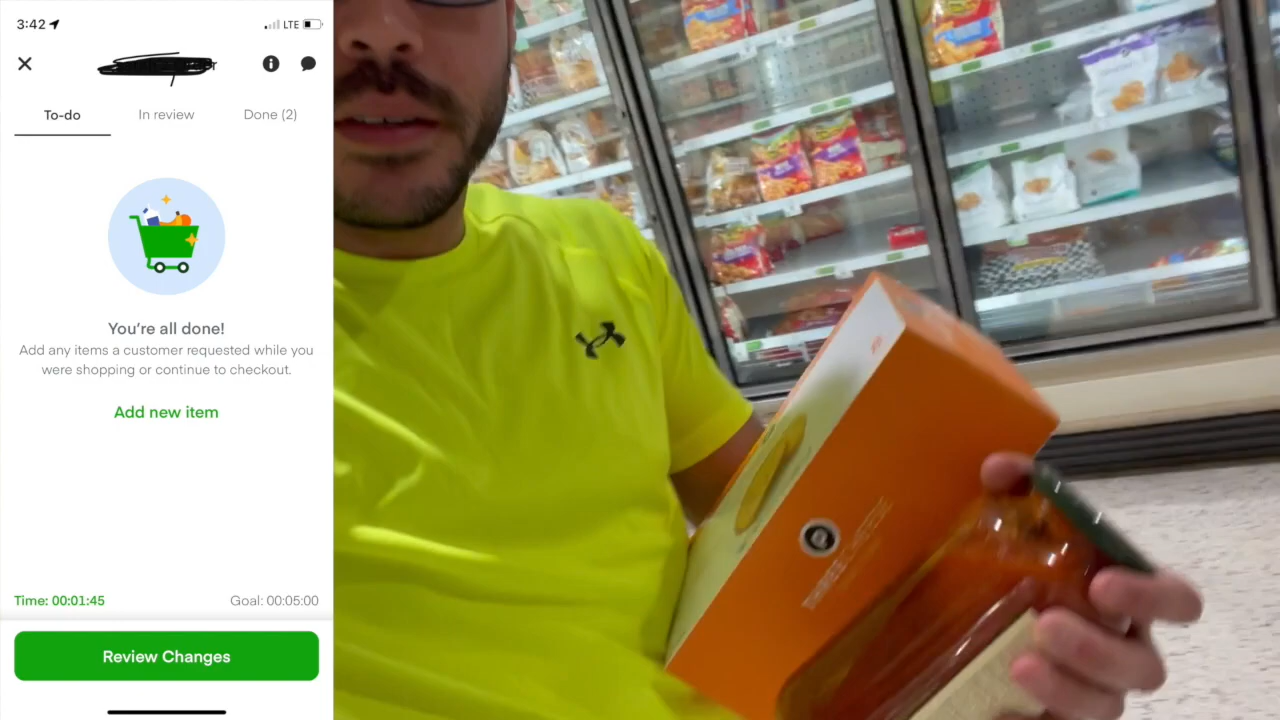 3:42
LTE
To-do
In review
Done (2)
You're all done!
Add any items a customer requested while you
were shopping or continue to checkout.
Add new item
Time: 00:01:45
Goal: 00:05:00
Review Changes